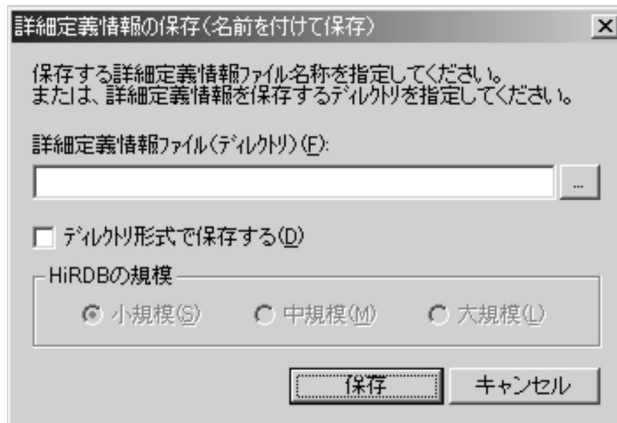 詳細定義情報の保存(名前を付けて保存)
保存する詳細定義情報ファイル名称を指定してください。
または、詳細定義情報を保存するディレクトリを指定してください。
詳細定義情報ファイル(ディレクトリ)(F):
...
ディレクトリ形式で保存する(D)
HiRDBの規模
小規模(S) 中規模(M) 大規模(L)
保存 キャンセル